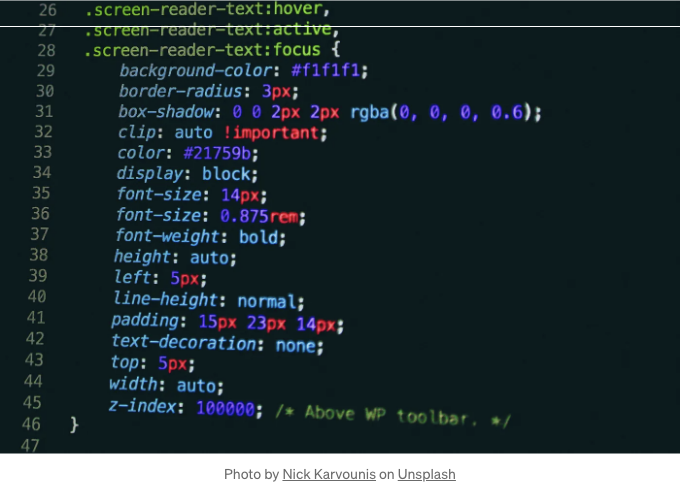 26 .screen-reader-text:hover,
27 .screen-reader-text:active,
28 .screen-reader-text:focus {
29 background-color: #f1f1f1;
30 border-radius: 3px;
31 box-shadow: 0 0 2px 2px rgba(0, 0, 0, 0.6);
32 clip: auto !important;
33 color: #21759b;
34 display: block;
35 font-size: 14px;
36 font-size: 0.875rem;
37 font-weight: bold;
38 height: auto;
39 left: 5px;
40 line-height: normal;
41 padding: 15px 23px 14px;
42 text-decoration: none;
43 top: 5px;
44 width: auto;
45 z-index: 100000; /* Above WP toolbar. */
46 }
47
Photo by Nick Karvounis on Unsplash